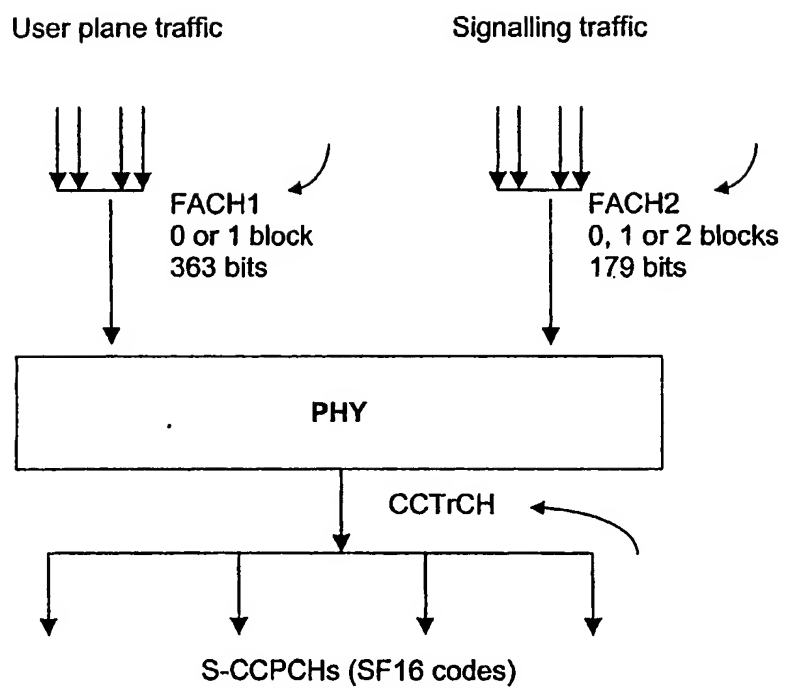 User plane traffic
Signalling traffic
FACH1
0 or 1 block
363 bits
FACH2
0, 1 or 2 blocks
179 bits
PHY
CCTrCH
S-CCPCHs (SF16 codes)